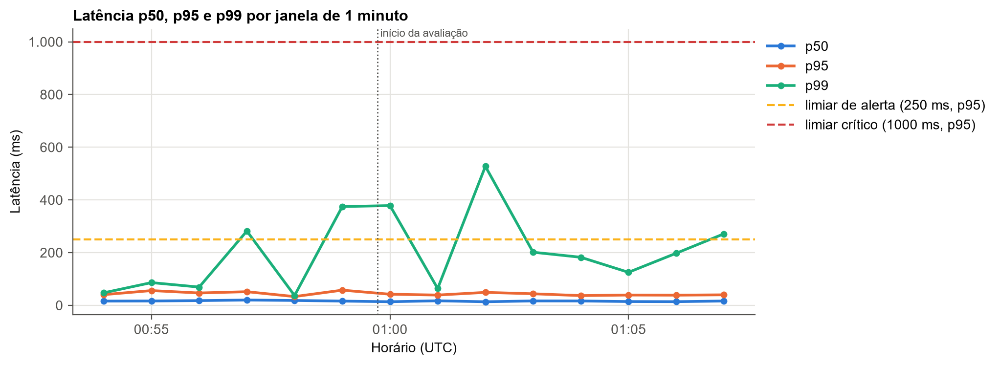 Latência p50, p95 e p99 por janela de 1 minuto
início da avaliação
1.000
800
600
400
200
0
Latência (ms)
00:55
01:00
01:05
Horário (UTC)
p50
p95
p99
limiar de alerta (250 ms, p95)
limiar crítico (1000 ms, p95)